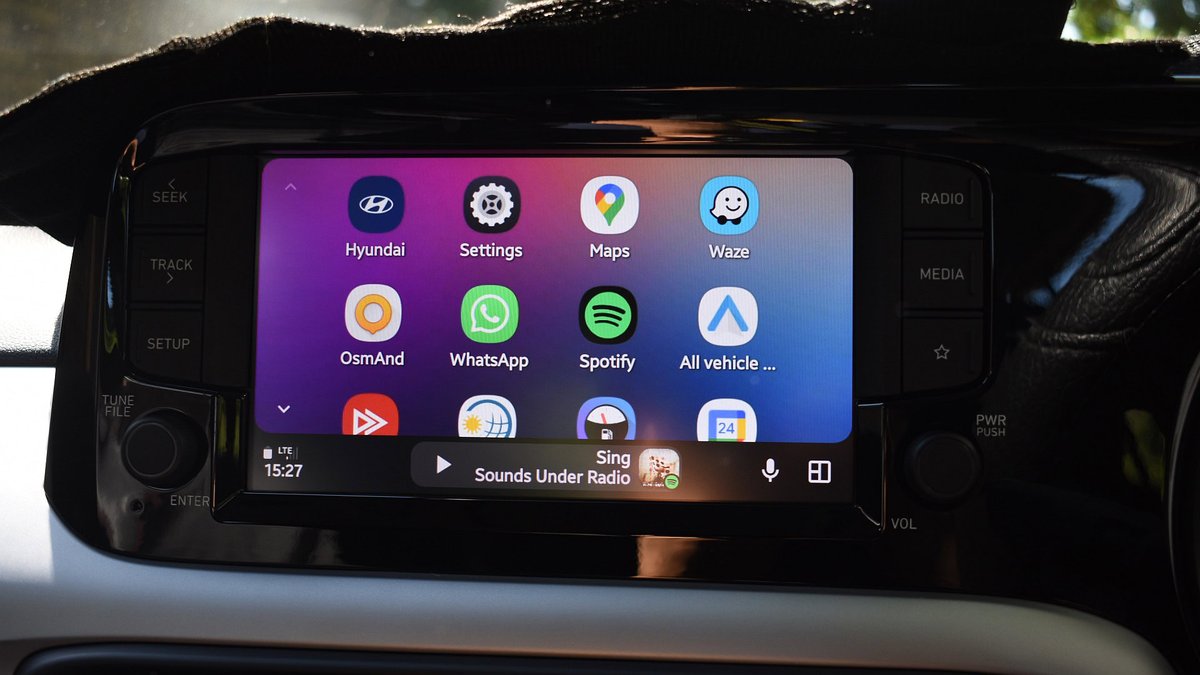 SEEK
TRACK
SETUP
TUNE
FILE
ENTER
Hyundai
Settings
Maps
Waze
OsmAnd
WhatsApp
Spotify
All vehicle ...
24
LTE
15:27
Sing
Sounds Under Radio
RADIO
MEDIA
PWR
PUSH
VOL